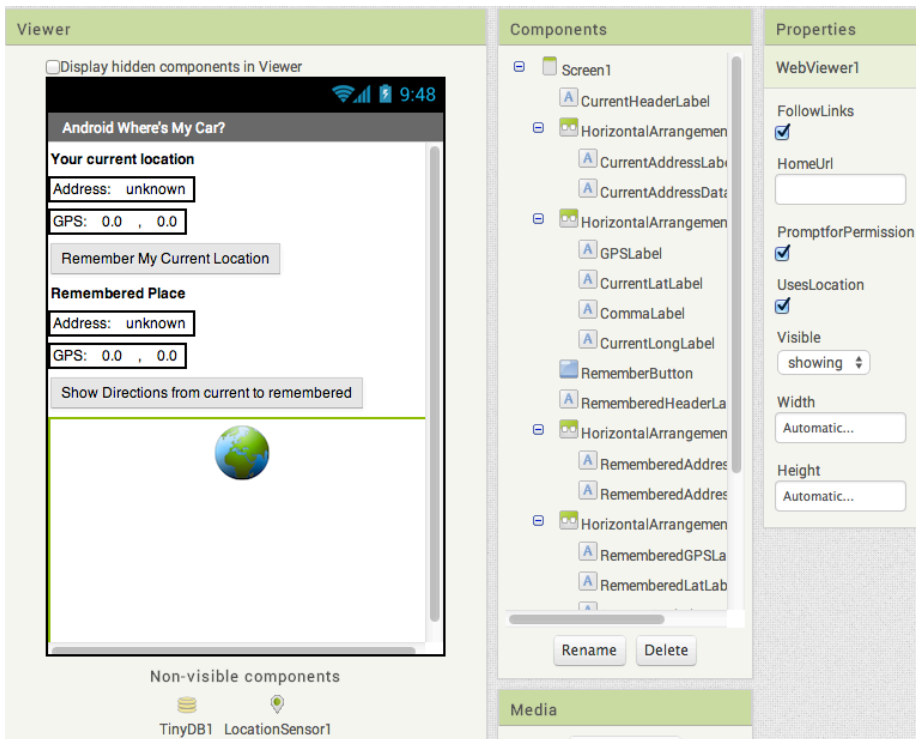 Viewer
Display hidden components in Viewer
9:48
Android Where's My Car?
Your current location
Address: unknown
GPS: 0.0 , 0.0
Remember My Current Location
Remembered Place
Address: unknown
GPS: 0.0 , 0.0
Show Directions from current to remembered
Non-visible components
TinyDB1 LocationSensor1
Components
Screen1
CurrentHeaderLabel
HorizontalArrangemen
CurrentAddressLabe
CurrentAddressData
HorizontalArrangemen
GPSLabel
CurrentLatLabel
CommaLabel
CurrentLongLabel
RememberButton
RememberedHeaderLa
HorizontalArrangemen
RememberedAddres
RememberedAddres
HorizontalArrangemen
RememberedGPSLa
RememberedLatLab
Rename Delete
Media
Properties
WebViewer1
FollowLinks
HomeUrl
PromptforPermission
UsesLocation
Visible
showing
Width
Automatic...
Height
Automatic...